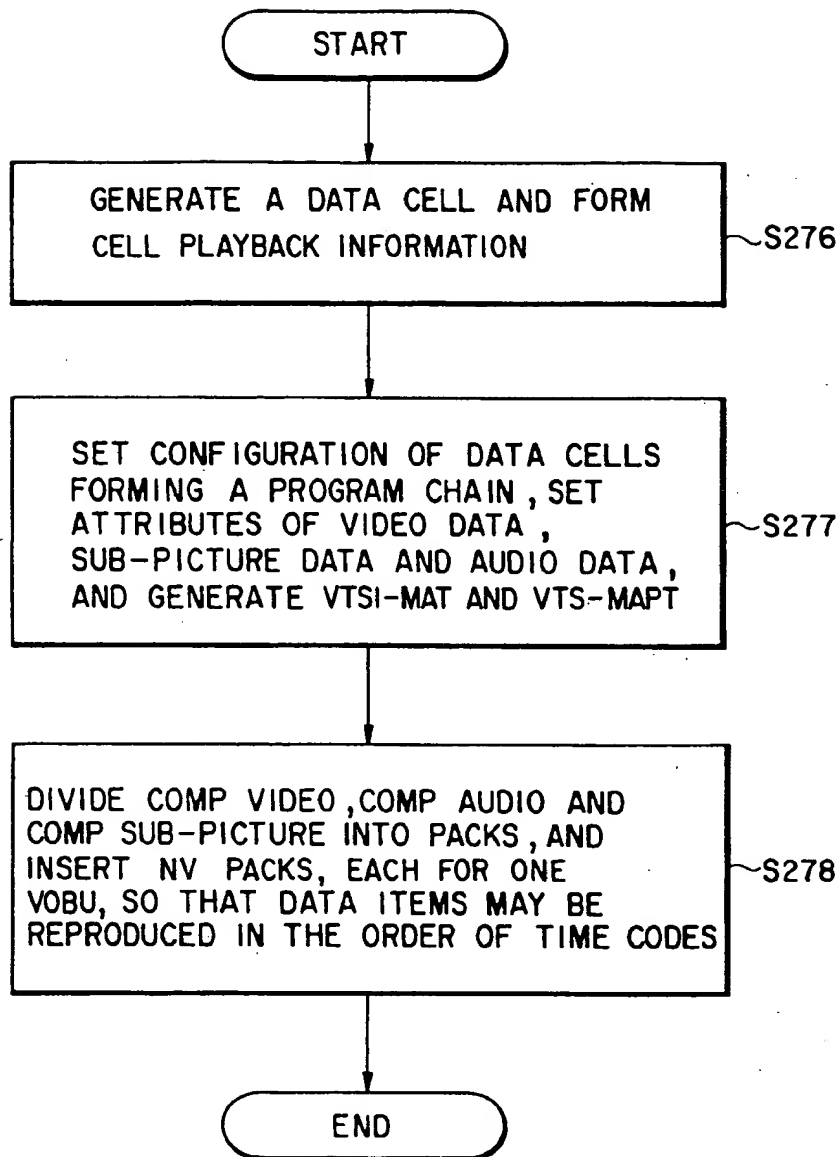 START
GENERATE A DATA CELL AND FORM
CELL PLAYBACK INFORMATION
S276
SET CONFIGURATION OF DATA CELLS
FORMING A PROGRAM CHAIN, SET
ATTRIBUTES OF VIDEO DATA,
SUB-PICTURE DATA AND AUDIO DATA,
AND GENERATE VTSI-MAT AND VTS-MAPT
S277
DIVIDE COMP VIDEO, COMP AUDIO AND
COMP SUB-PICTURE INTO PACKS, AND
INSERT NV PACKS, EACH FOR ONE
VOBU, SO THAT DATA ITEMS MAY BE
REPRODUCED IN THE ORDER OF TIME CODES
S278
END